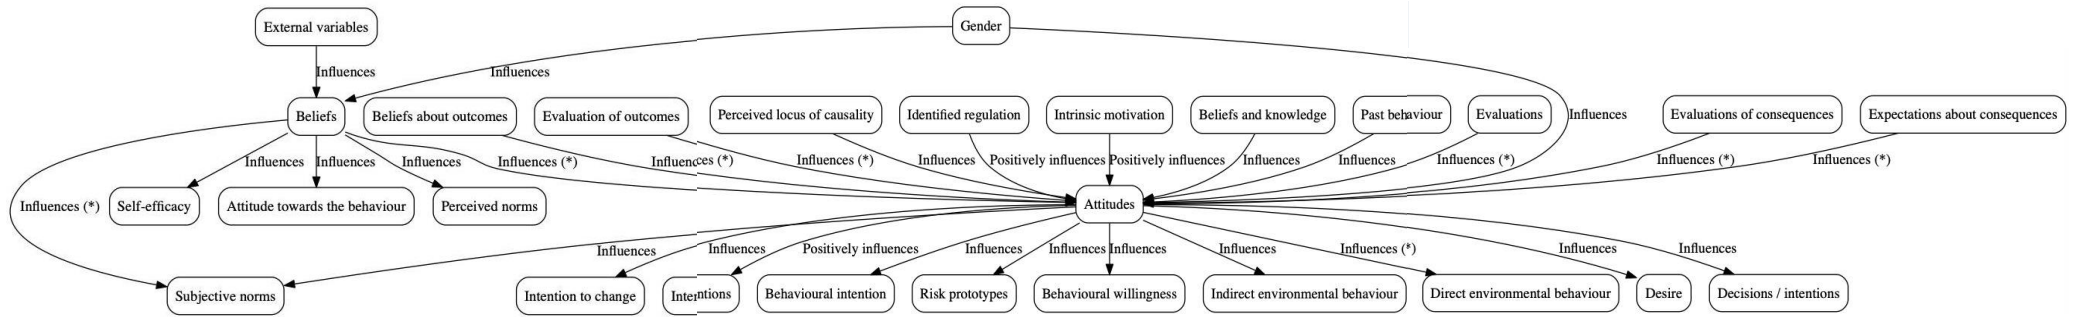 External variables
Gender
Influences
Influences
Beliefs
Beliefs about outcomes
Evaluation of outcomes
Perceived locus of causality
Identified regulation
Intrinsic motivation
Beliefs and knowledge
Past behaviour
Evaluations
Influences
Evaluations of consequences
Expectations about consequences
Influences
Influences
Influences
Influences (*)
Influences (*)
Influences (*)
Influences
Positively influences
Positively influences
Influences
Influences
Influences (*)
Influences (*)
Influences (*)
Influences (*)
Self-efficacy
Attitude towards the behaviour
Perceived norms
Attitudes
Influences
Influences
Positively influences
Influences
Influences
Influences
Influences
Influences (*)
Influences
Influences
Subjective norms
Intention to change
Intentions
Behavioural intention
Risk prototypes
Behavioural willingness
Indirect environmental behaviour
Direct environmental behaviour
Desire
Decisions / intentions